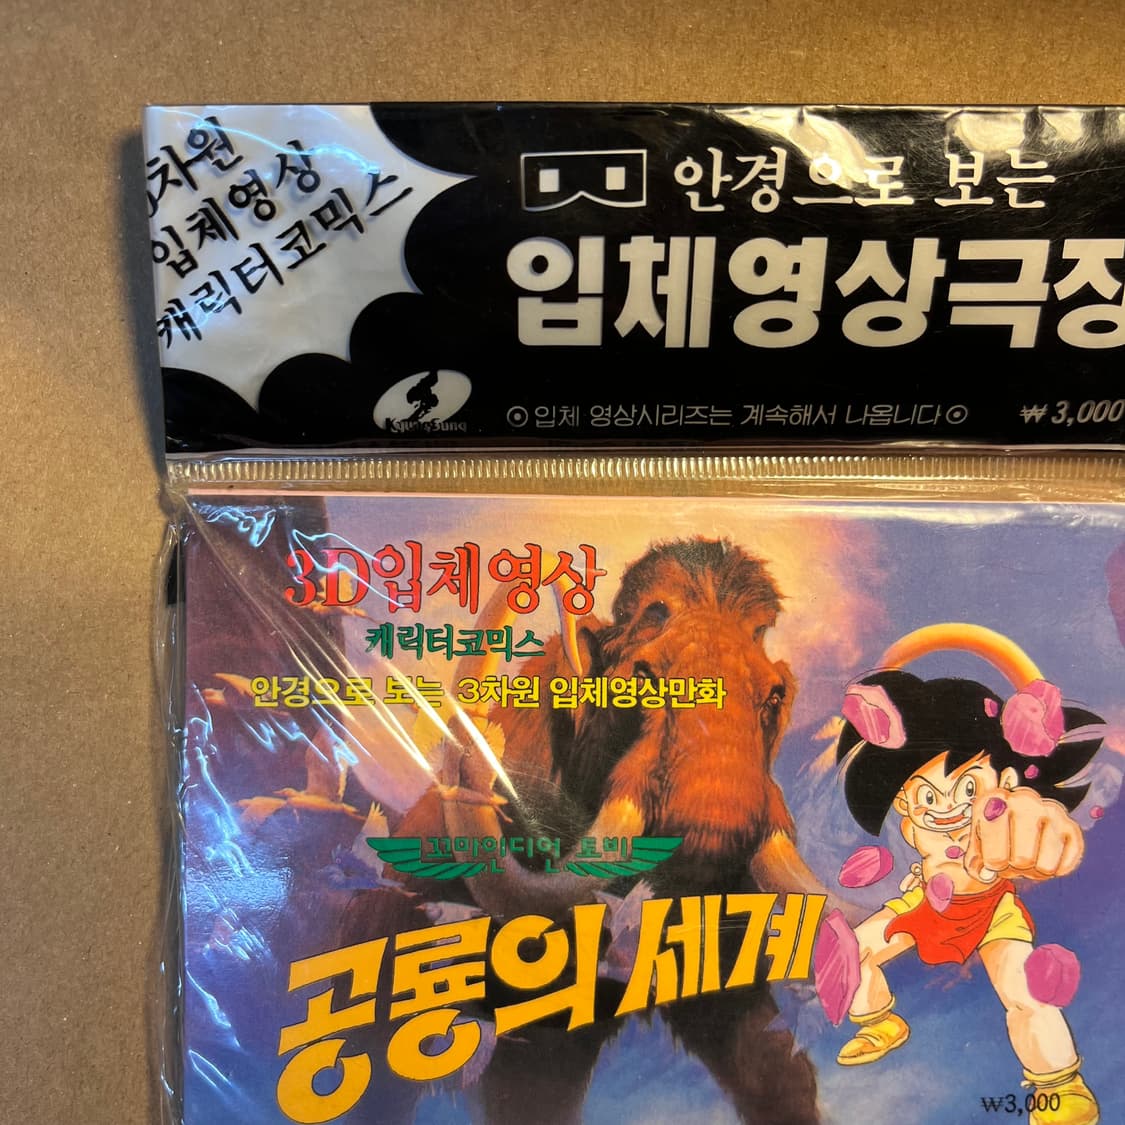 3차원
입체영상
캐릭터코믹스
안경으로 보는
입체영상극장
Kyung Sung
입체 영상시리즈는 계속해서 나옵니다
₩3,000
3D입체영상
캐릭터코믹스
안경으로 보는 3차원 입체영상만화
꼬마인디언 토비
공룡의 세계
₩3,000